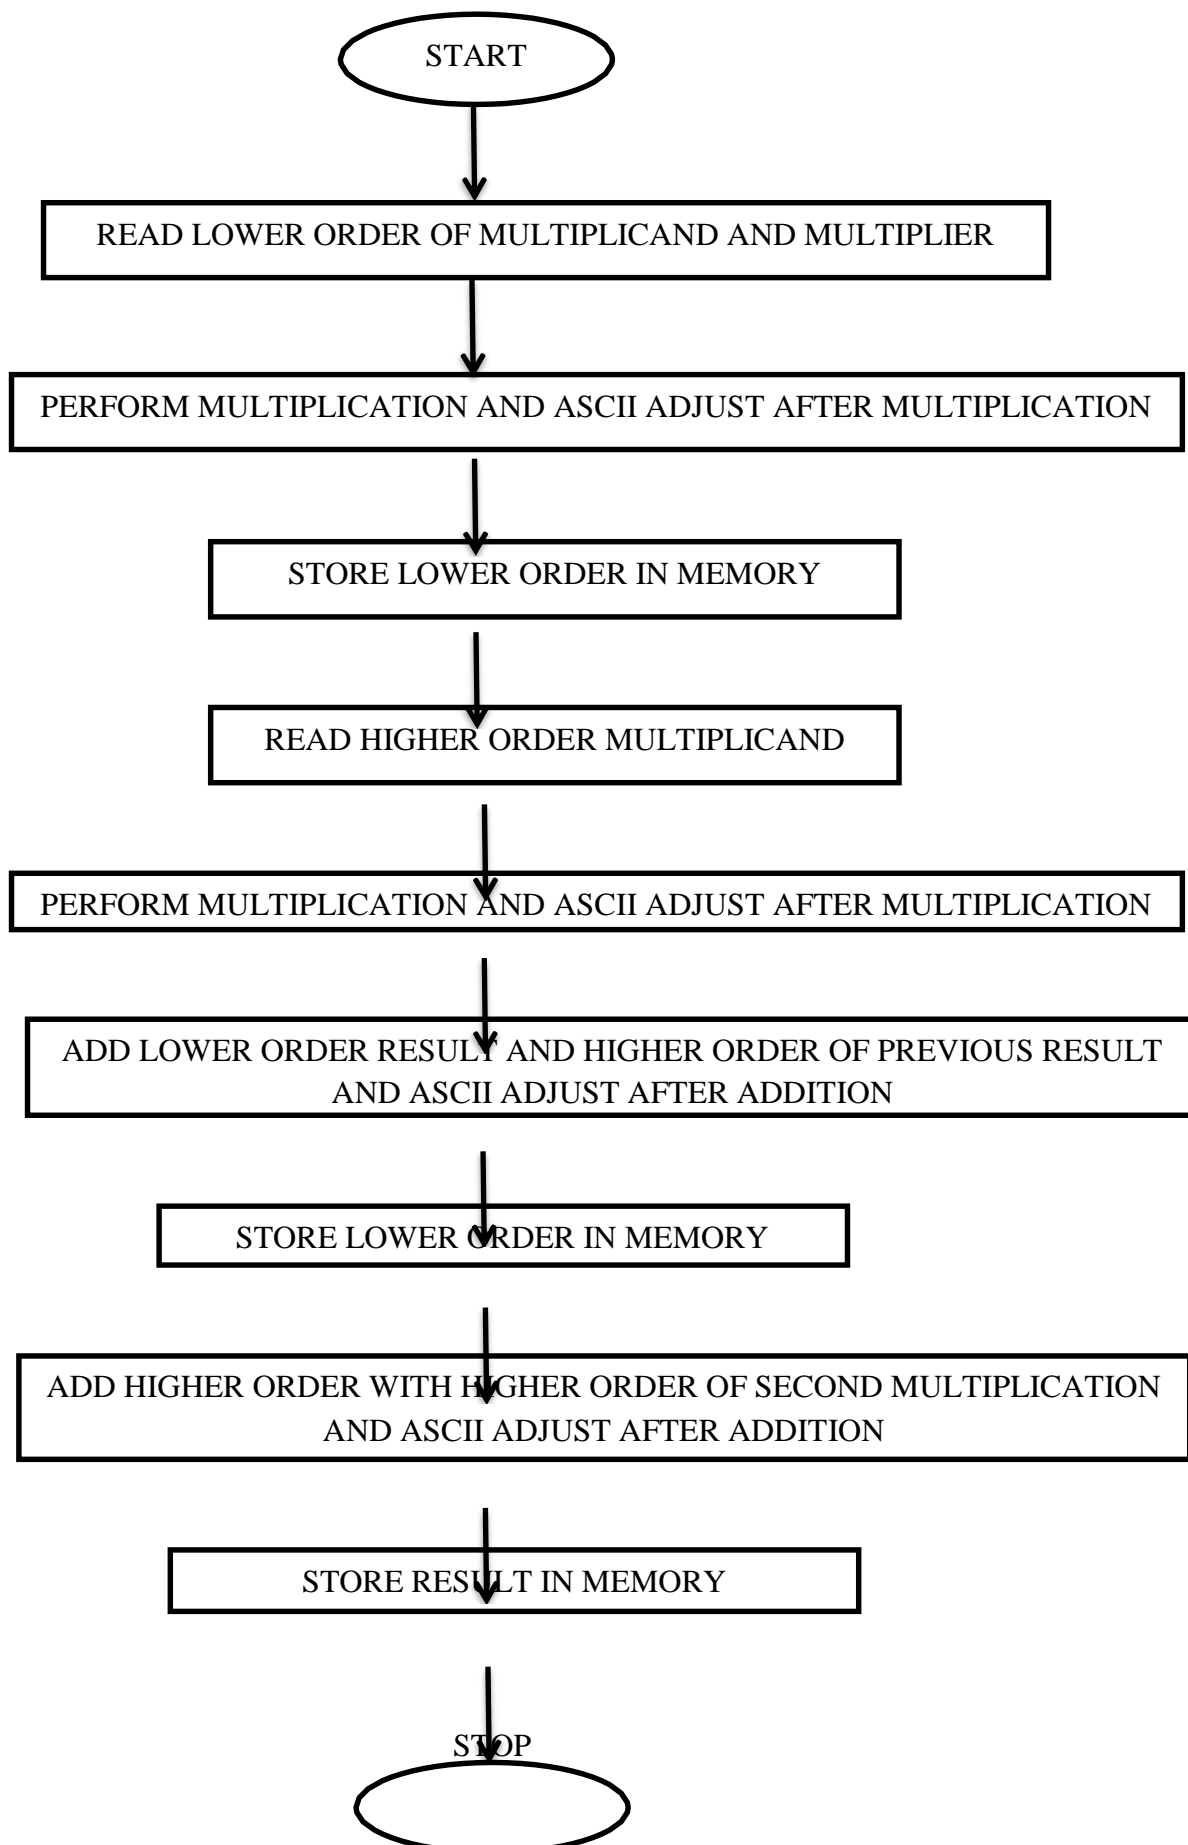 START
READ LOWER ORDER OF MULTIPLICAND AND MULTIPLIER
PERFORM MULTIPLICATION AND ASCII ADJUST AFTER MULTIPLICATION
STORE LOWER ORDER IN MEMORY
READ HIGHER ORDER MULTIPLICAND
PERFORM MULTIPLICATION AND ASCII ADJUST AFTER MULTIPLICATION
ADD LOWER ORDER RESULT AND HIGHER ORDER OF PREVIOUS RESULT
AND ASCII ADJUST AFTER ADDITION
STORE LOWER ORDER IN MEMORY
ADD HIGHER ORDER WITH HIGHER ORDER OF SECOND MULTIPLICATION
AND ASCII ADJUST AFTER ADDITION
STORE RESULT IN MEMORY
STOP